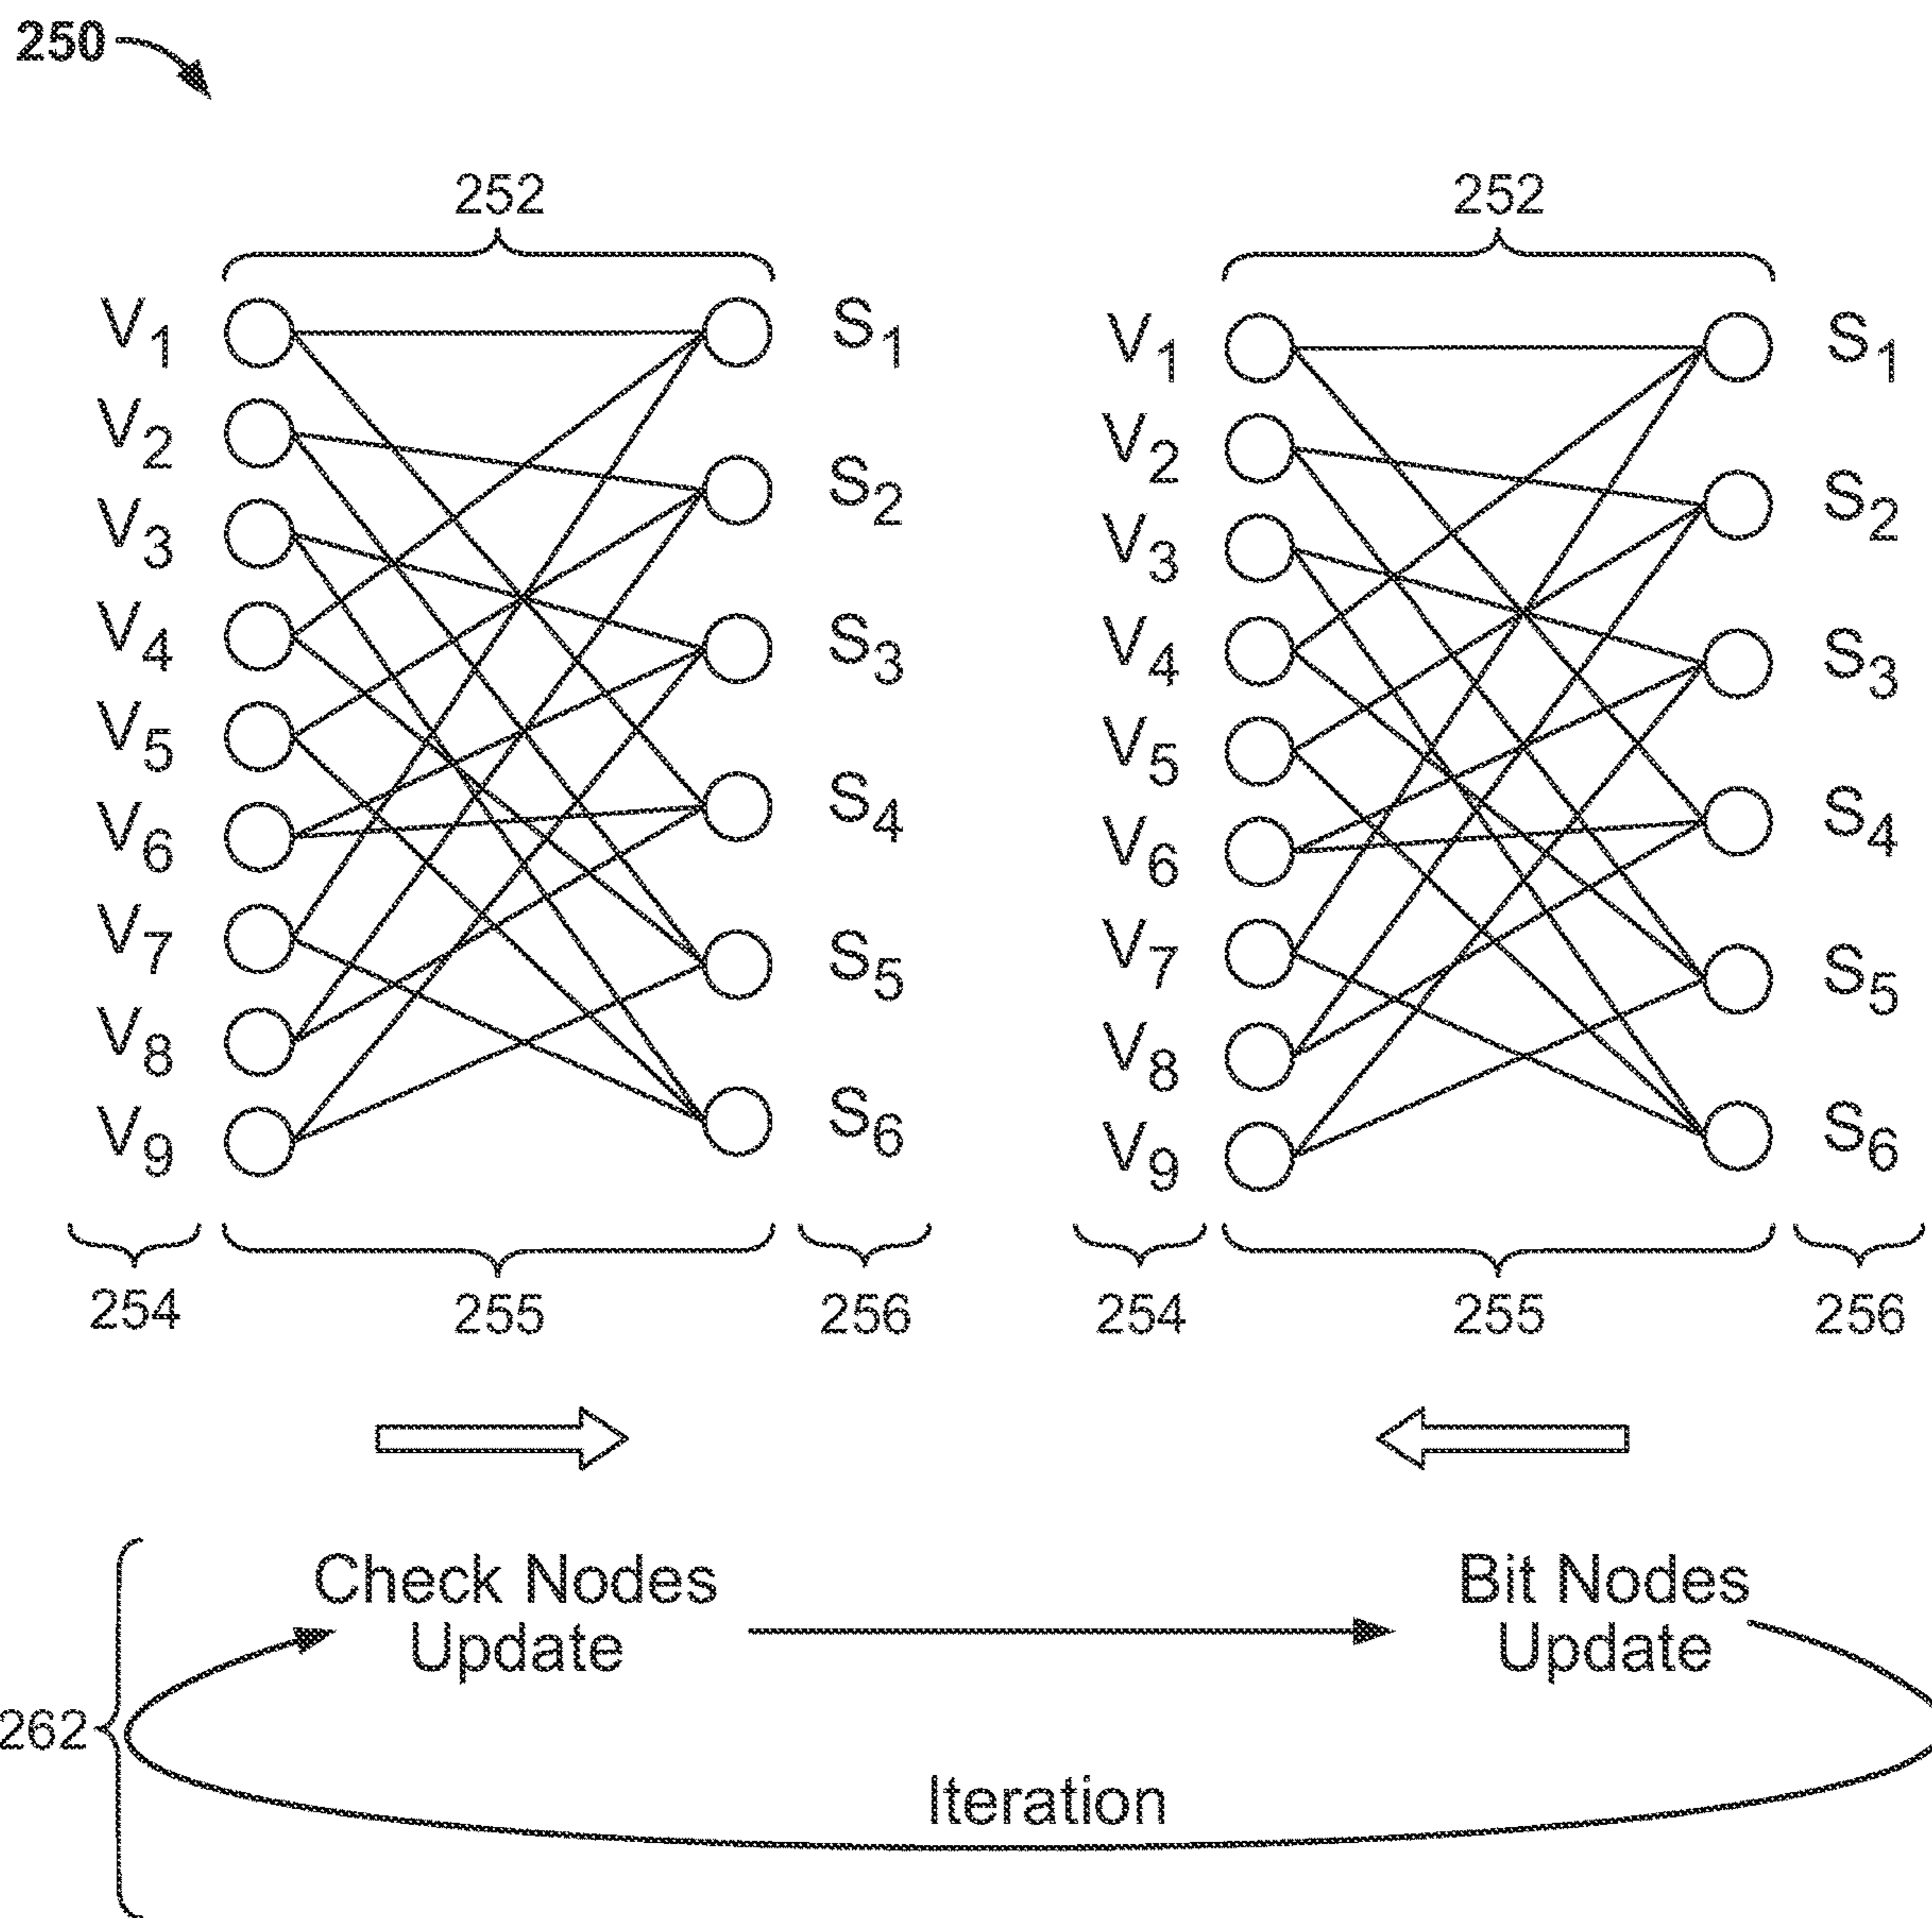 250
252
V1
V2
V3
V4
V5
V6
V7
V8
V9
S1
S2
S3
S4
S5
S6
254
255
256
252
V1
V2
V3
V4
V5
V6
V7
V8
V9
S1
S2
S3
S4
S5
S6
254
255
256
Check Nodes
Update
Bit Nodes
Update
262
Iteration